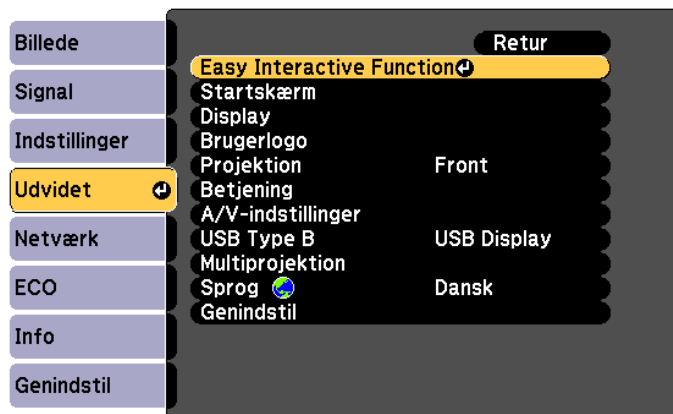 Billede
Signal
Indstillinger
Udvidet
Netværk
ECO
Info
Genindstil
Retur
Easy Interactive Function
Startskærm
Display
Brugerlogo
Projektion Front
Betjening
A/V-indstillinger
USB Type B USB Display
Multiprojektion
Sprog Dansk
Genindstil